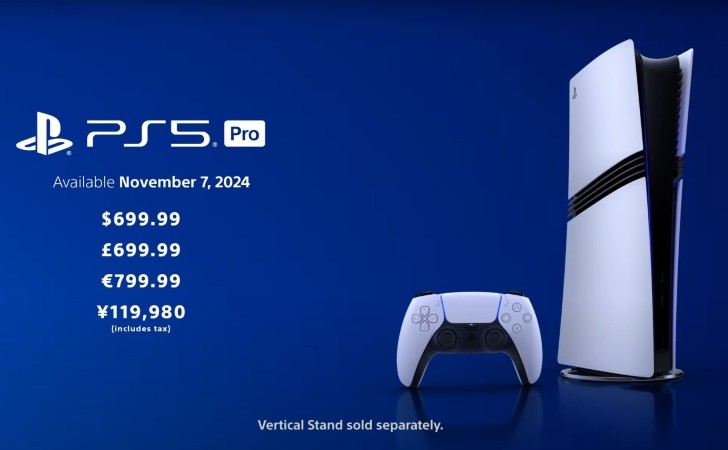 PS5® Pro
Available November 7, 2024
$699.99
£699.99
€799.99
¥119,980
(includes tax)
Vertical Stand sold separately.